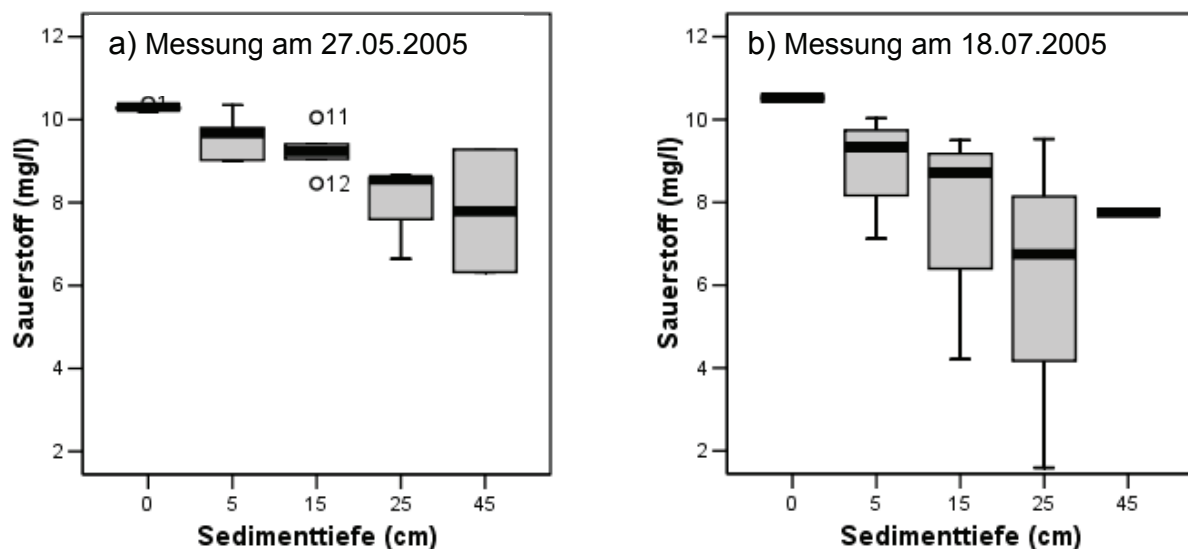 a) Messung am 27.05.2005
12
10
8
6
4
2
Sauerstoff (mg/l)
1
11
12
0 5 15 25 45
Sedimenttiefe (cm)
b) Messung am 18.07.2005
12
10
8
6
4
2
Sauerstoff (mg/l)
0 5 15 25 45
Sedimenttiefe (cm)